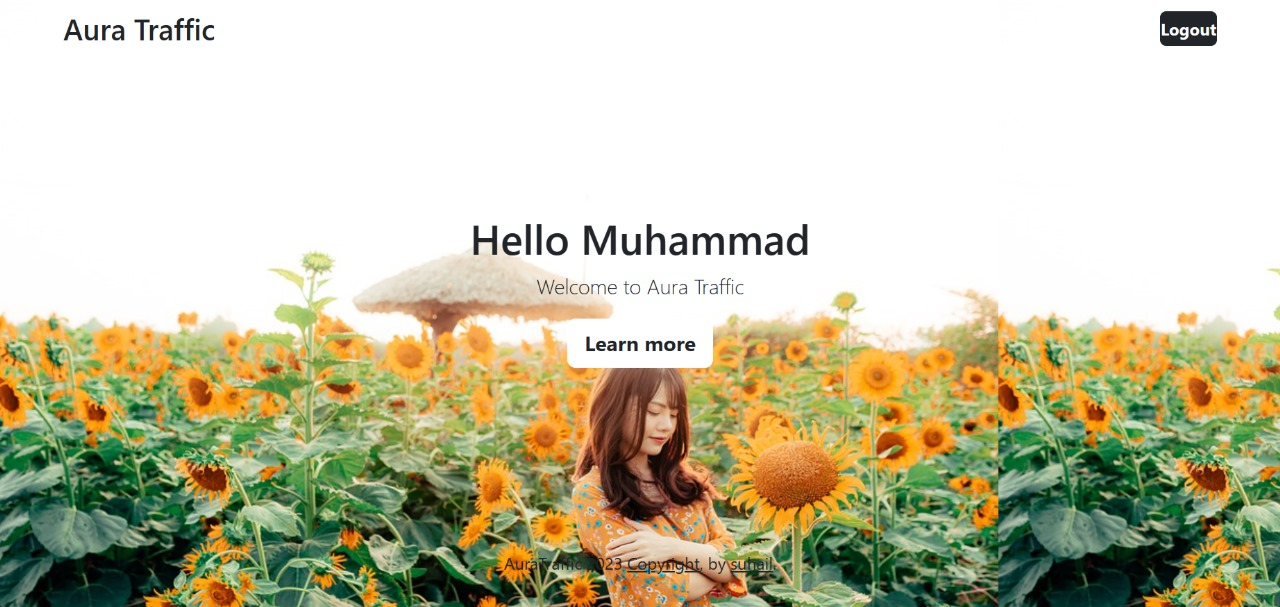 Aura Traffic
Logout
Hello Muhammad
Welcome to Aura Traffic
Learn more
AuraTraffic 2023 Copyright, by suhail.